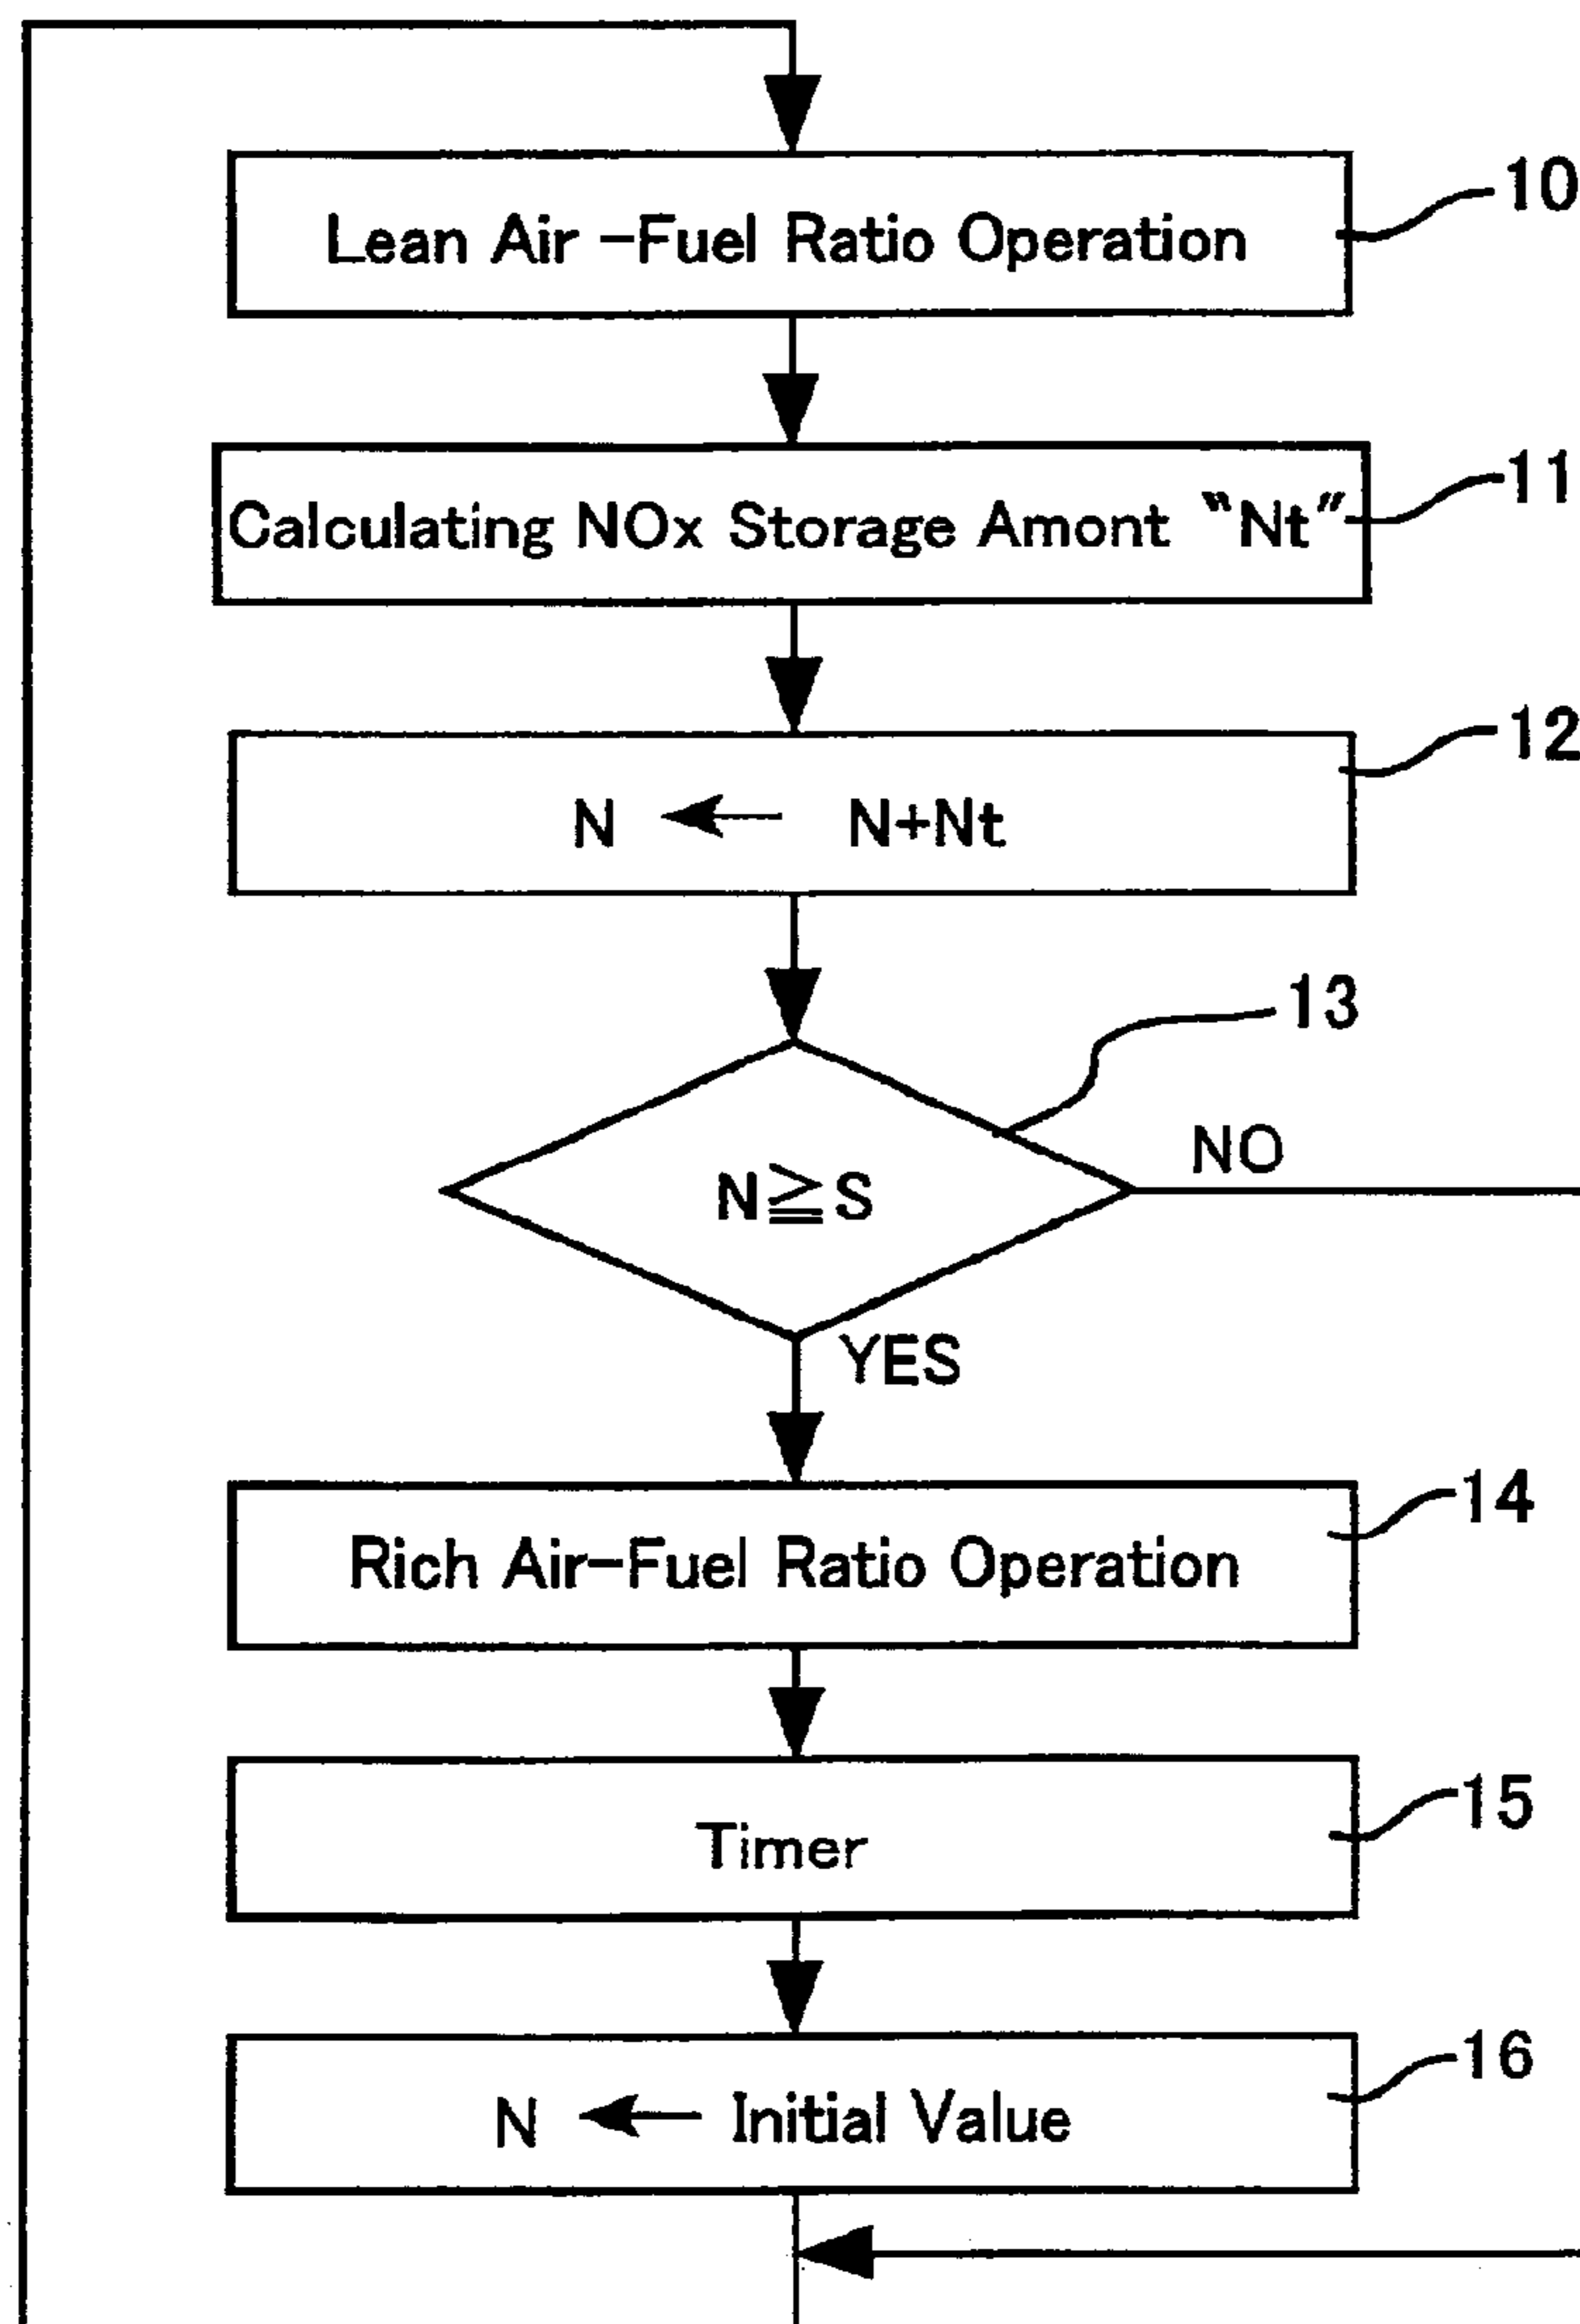 Lean Air -Fuel Ratio Operation
10
Calculating NOx Storage Amont "Nt"
11
N ← N+Nt
12
13
N≧S
NO
YES
Rich Air-Fuel Ratio Operation
14
Timer
15
N ← Initial Value
16